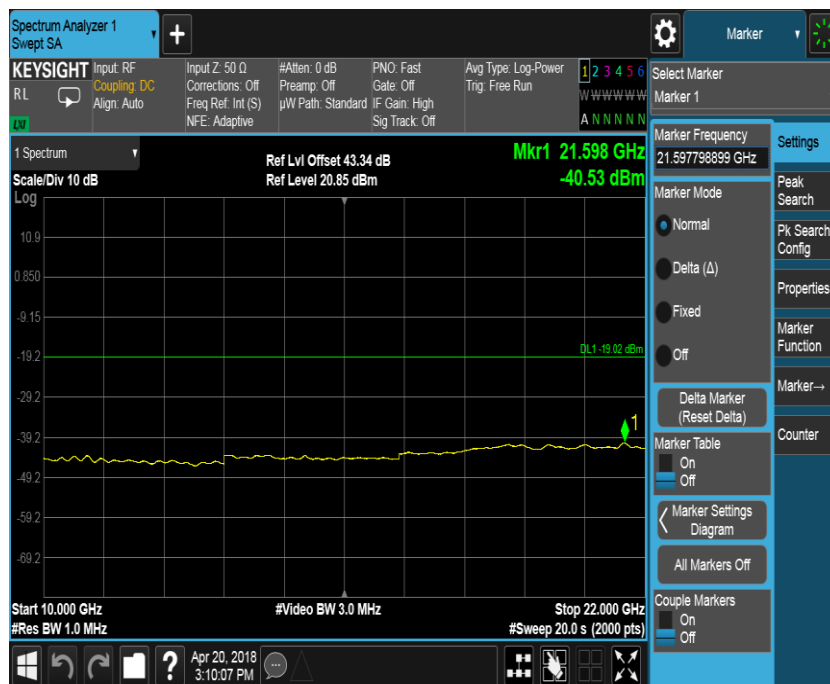 Spectrum Analyzer 1
Swept SA
+
Marker
KEYSIGHT
RL
LXI
Input: RF
Coupling: DC
Align: Auto
Input Z: 50 Ω
Corrections: Off
Freq Ref: Int (S)
NFE: Adaptive
#Atten: 0 dB
Preamp: Off
µW Path: Standard
PNO: Fast
Gate: Off
IF Gain: High
Sig Track: Off
Avg Type: Log-Power
Trig: Free Run
1 2 3 4 5 6
W W W W W W
A N N N N N
Select Marker
Marker 1
1 Spectrum
Scale/Div 10 dB
Ref Lvl Offset 43.34 dB
Ref Level 20.85 dBm
Mkr1 21.598 GHz
-40.53 dBm
Log
10.9
0.850
-9.15
-19.2
-29.2
-39.2
-49.2
-59.2
-69.2
DL1 -19.02 dBm
1
Start 10.000 GHz
#Res BW 1.0 MHz
#Video BW 3.0 MHz
Stop 22.000 GHz
#Sweep 20.0 s (2000 pts)
Marker Frequency
21.597798899 GHz
Marker Mode
Normal
Delta (Δ)
Fixed
Off
Delta Marker
(Reset Delta)
Marker Table
On
Off
Marker Settings
Diagram
All Markers Off
Couple Markers
On
Off
Settings
Peak
Search
Pk Search
Config
Properties
Marker
Function
Marker→
Counter
?
Apr 20, 2018
3:10:07 PM